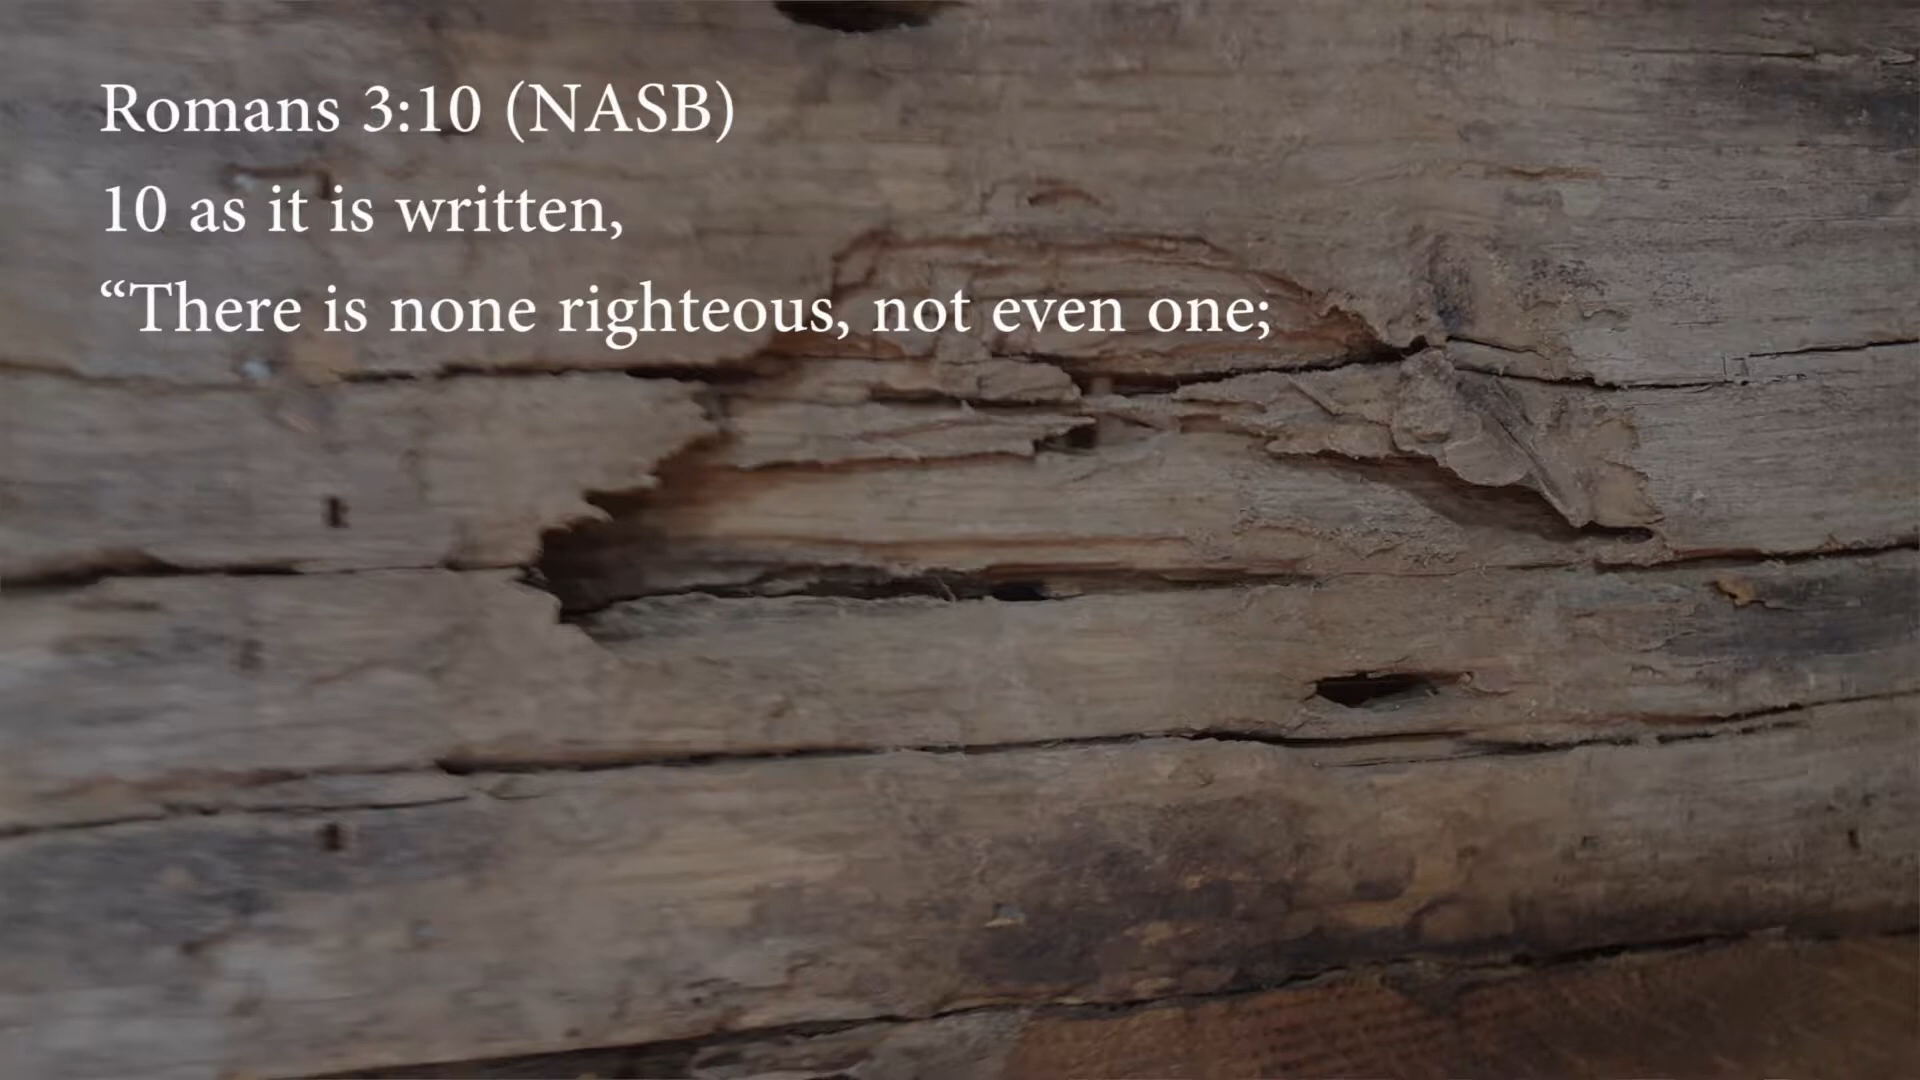 Romans 3:10 (NASB)
10 as it is written,
“There is none righteous, not even one;